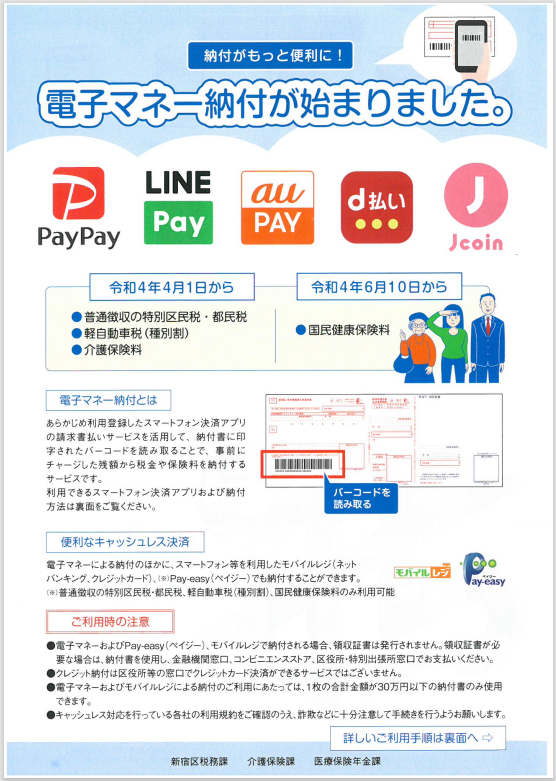 納付がもっと便利に！
電子マネー納付が始まりました。
PayPay
LINE
Pay
au
PAY
d払い
J
Jcoin
令和4年4月1日から
●普通徴収の特別区民税・都民税
●軽自動車税（種別割）
●介護保険料
令和4年6月10日から
●国民健康保険料
電子マネー納付とは
あらかじめ利用登録したスマートフォン決済アプリ
の請求書払いサービスを活用して、納付書に印
字されたバーコードを読み取ることで、事前に
チャージした残額から税金や保険料を納付する
サービスです。
利用できるスマートフォン決済アプリおよび納付
方法は裏面をご覧ください。
バーコードを
読み取る
便利なキャッシュレス決済
電子マネーによる納付のほかに、スマートフォン等を利用したモバイルレジ（ネット
バンキング、クレジットカード）、（※）Pay-easy（ペイジー）でも納付することができます。
（※）普通徴収の特別区民税・都民税、軽自動車税（種別割）、国民健康保険料のみ利用可能
モバイルレジ
ペイジー
Pay-easy
ご利用時の注意
●電子マネーおよびPay-easy（ペイジー）、モバイルレジで納付される場合、領収証書は発行されません。領収証書が必
要な場合は、納付書を使用し、金融機関窓口、コンビニエンスストア、区役所・特別出張所窓口でお支払いください。
●クレジット納付は区役所等の窓口でクレジットカード決済ができるサービスではございません。
●電子マネーおよびモバイルレジによる納付のご利用にあたっては、1枚の合計金額が30万円以下の納付書のみ使用
できます。
●キャッシュレス対応を行っている各社の利用規約をご確認のうえ、詐欺などに十分注意して手続きを行うようお願いします。
詳しいご利用手順は裏面へ ⇨
新宿区税務課　介護保険課　医療保険年金課